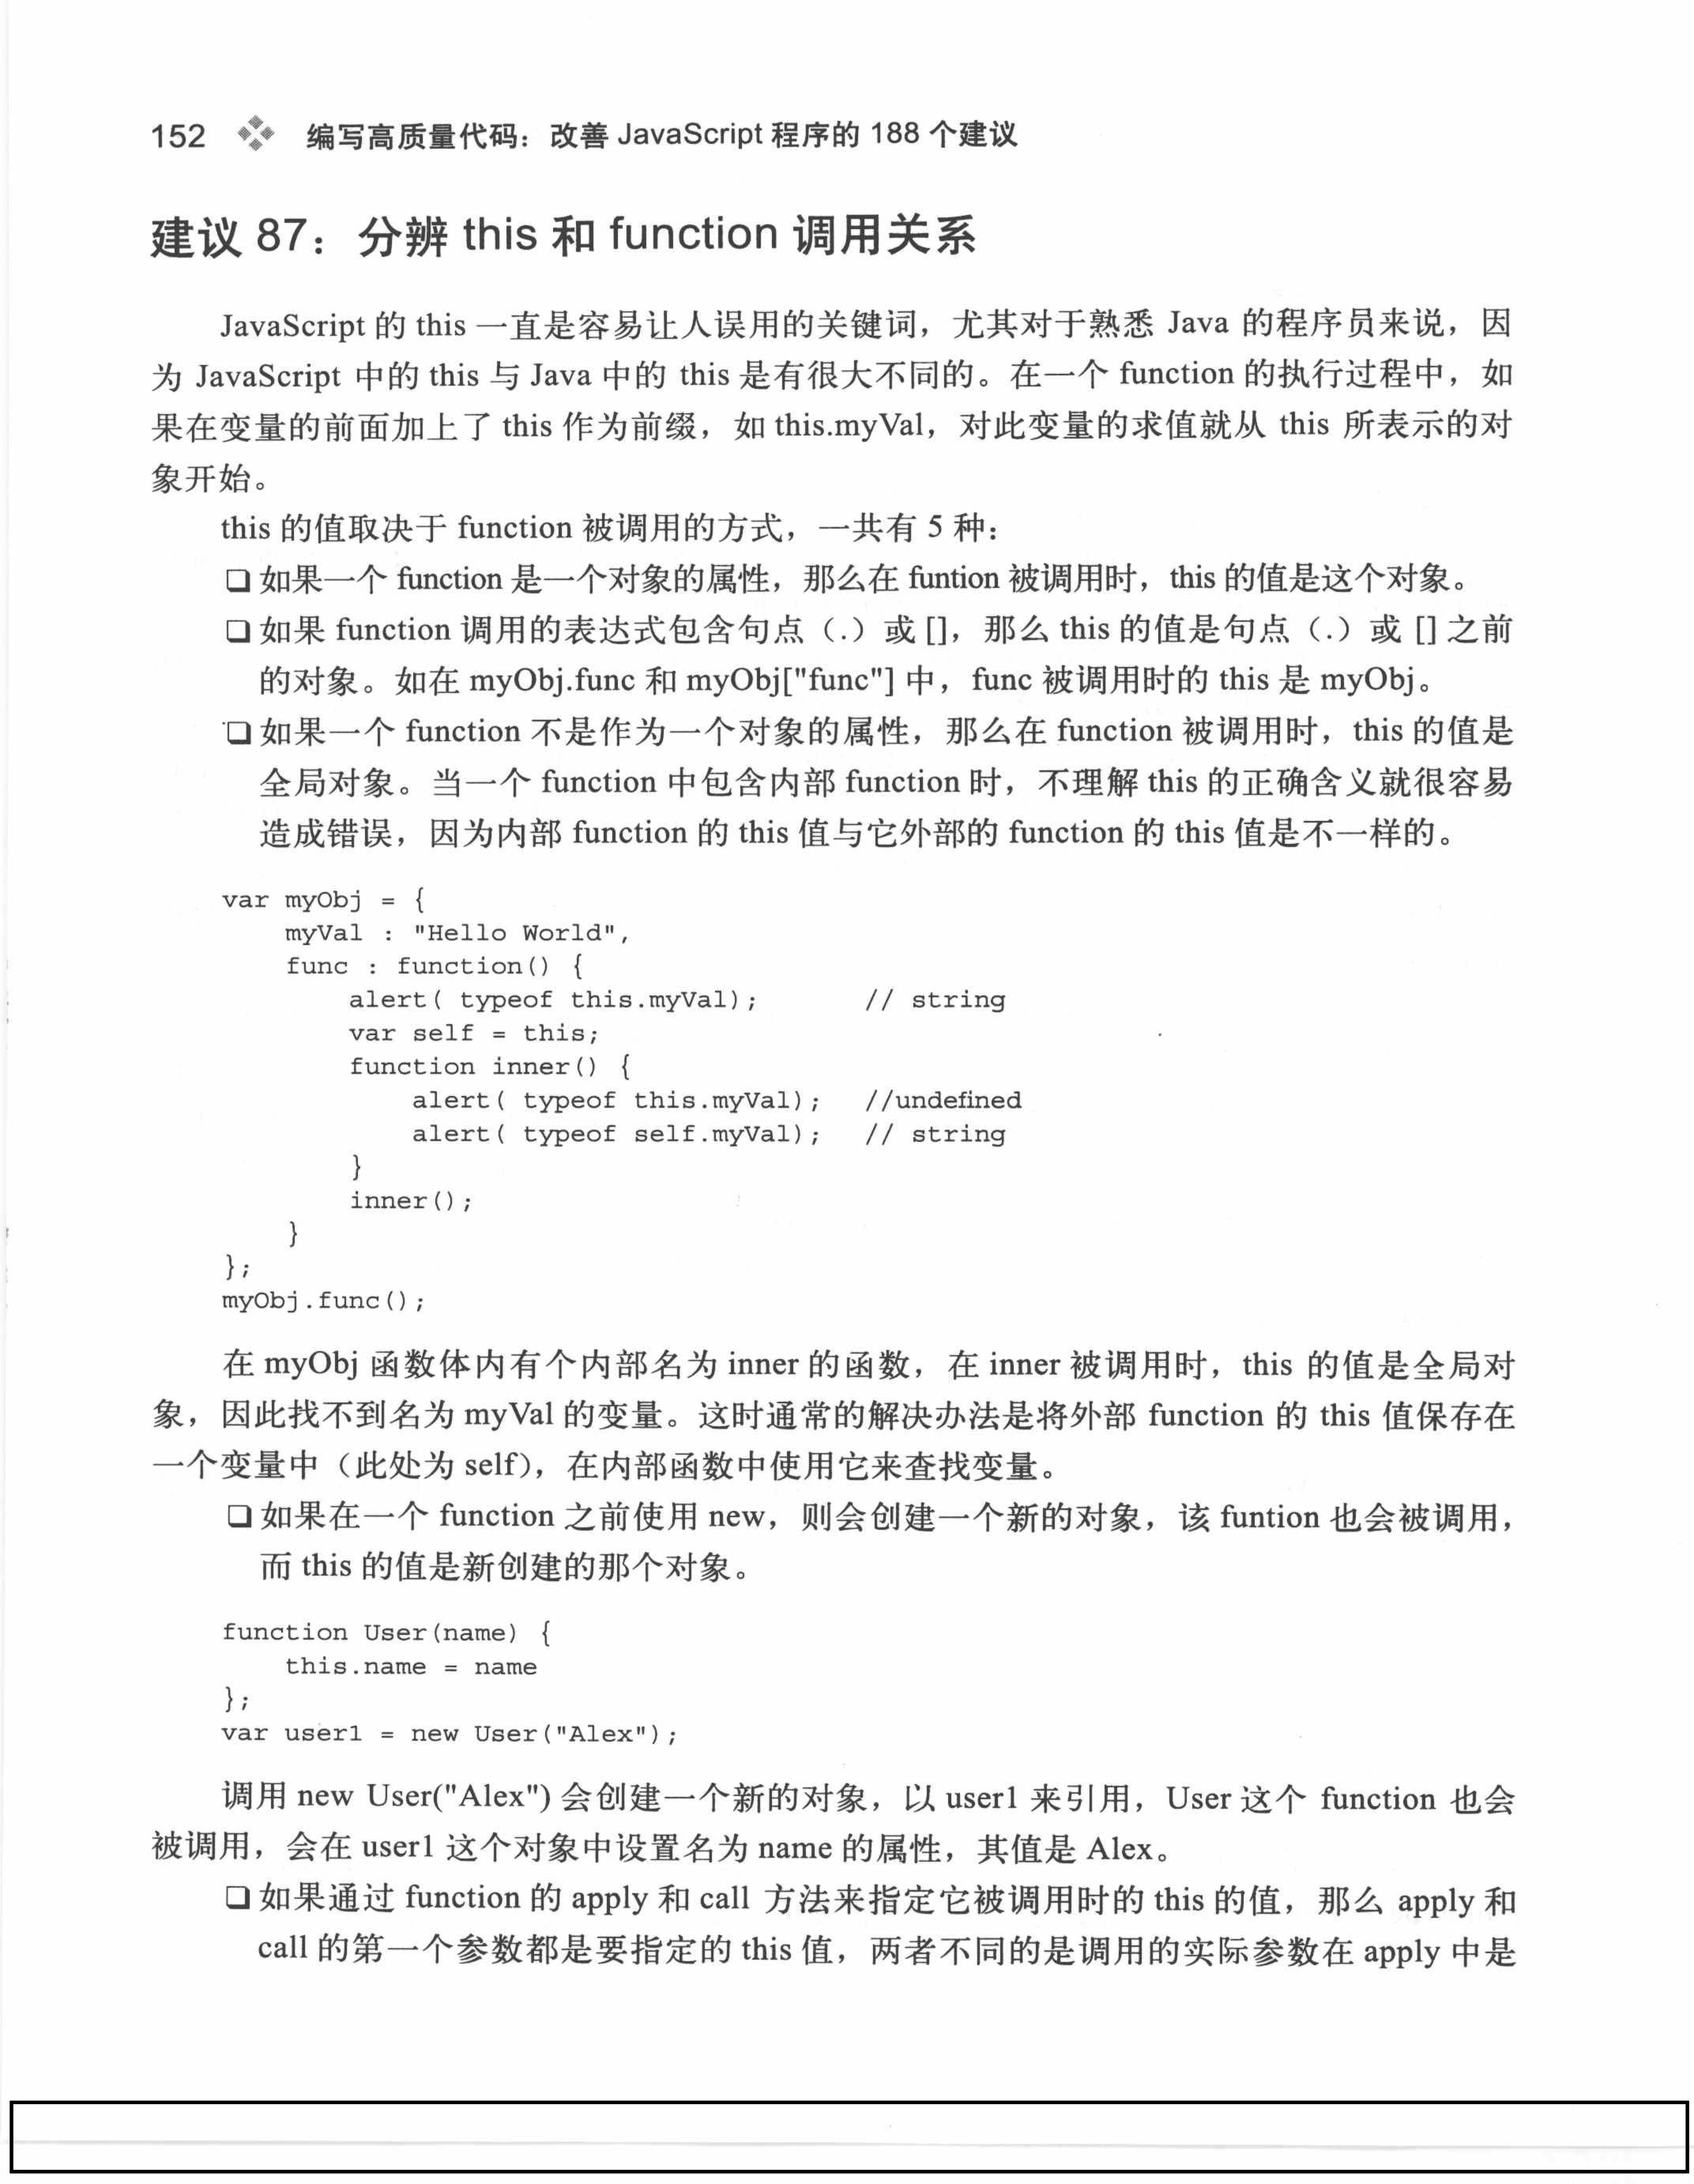 152 编写高质量代码：改善 JavaScript 程序的 188 个建议
建议 87：分辨 this 和 function 调用关系
JavaScript 的 this 一直是容易让人误用的关键词，尤其对于熟悉 Java 的程序员来说，因
为 JavaScript 中的 this 与 Java 中的 this 是有很大不同的。在一个 function 的执行过程中，如
果在变量的前面加上了 this 作为前缀，如 this.myVal，对此变量的求值就从 this 所表示的对
象开始。
this 的值取决于 function 被调用的方式，一共有 5 种：
❑ 如果一个 function 是一个对象的属性，那么在 funtion 被调用时，this 的值是这个对象。
❑ 如果 function 调用的表达式包含句点（.）或 []，那么 this 的值是句点（.）或 [] 之前
的对象。如在 myObj.func 和 myObj["func"] 中，func 被调用时的 this 是 myObj。
❑ 如果一个 function 不是作为一个对象的属性，那么在 function 被调用时，this 的值是
全局对象。当一个 function 中包含内部 function 时，不理解 this 的正确含义就很容易
造成错误，因为内部 function 的 this 值与它外部的 function 的 this 值是不一样的。
var myObj = {
    myVal : "Hello World",
    func : function() {
        alert( typeof this.myVal);       // string
        var self = this;
        function inner() {
            alert( typeof this.myVal);   //undefined
            alert( typeof self.myVal);   // string
        }
        inner();
    }
};
myObj.func();
在 myObj 函数体内有个内部名为 inner 的函数，在 inner 被调用时，this 的值是全局对
象，因此找不到名为 myVal 的变量。这时通常的解决办法是将外部 function 的 this 值保存在
一个变量中（此处为 self），在内部函数中使用它来查找变量。
❑ 如果在一个 function 之前使用 new，则会创建一个新的对象，该 funtion 也会被调用，
而 this 的值是新创建的那个对象。
function User(name) {
    this.name = name
};
var user1 = new User("Alex");
调用 new User("Alex") 会创建一个新的对象，以 user1 来引用，User 这个 function 也会
被调用，会在 user1 这个对象中设置名为 name 的属性，其值是 Alex。
❑ 如果通过 function 的 apply 和 call 方法来指定它被调用时的 this 的值，那么 apply 和
call 的第一个参数都是要指定的 this 值，两者不同的是调用的实际参数在 apply 中是